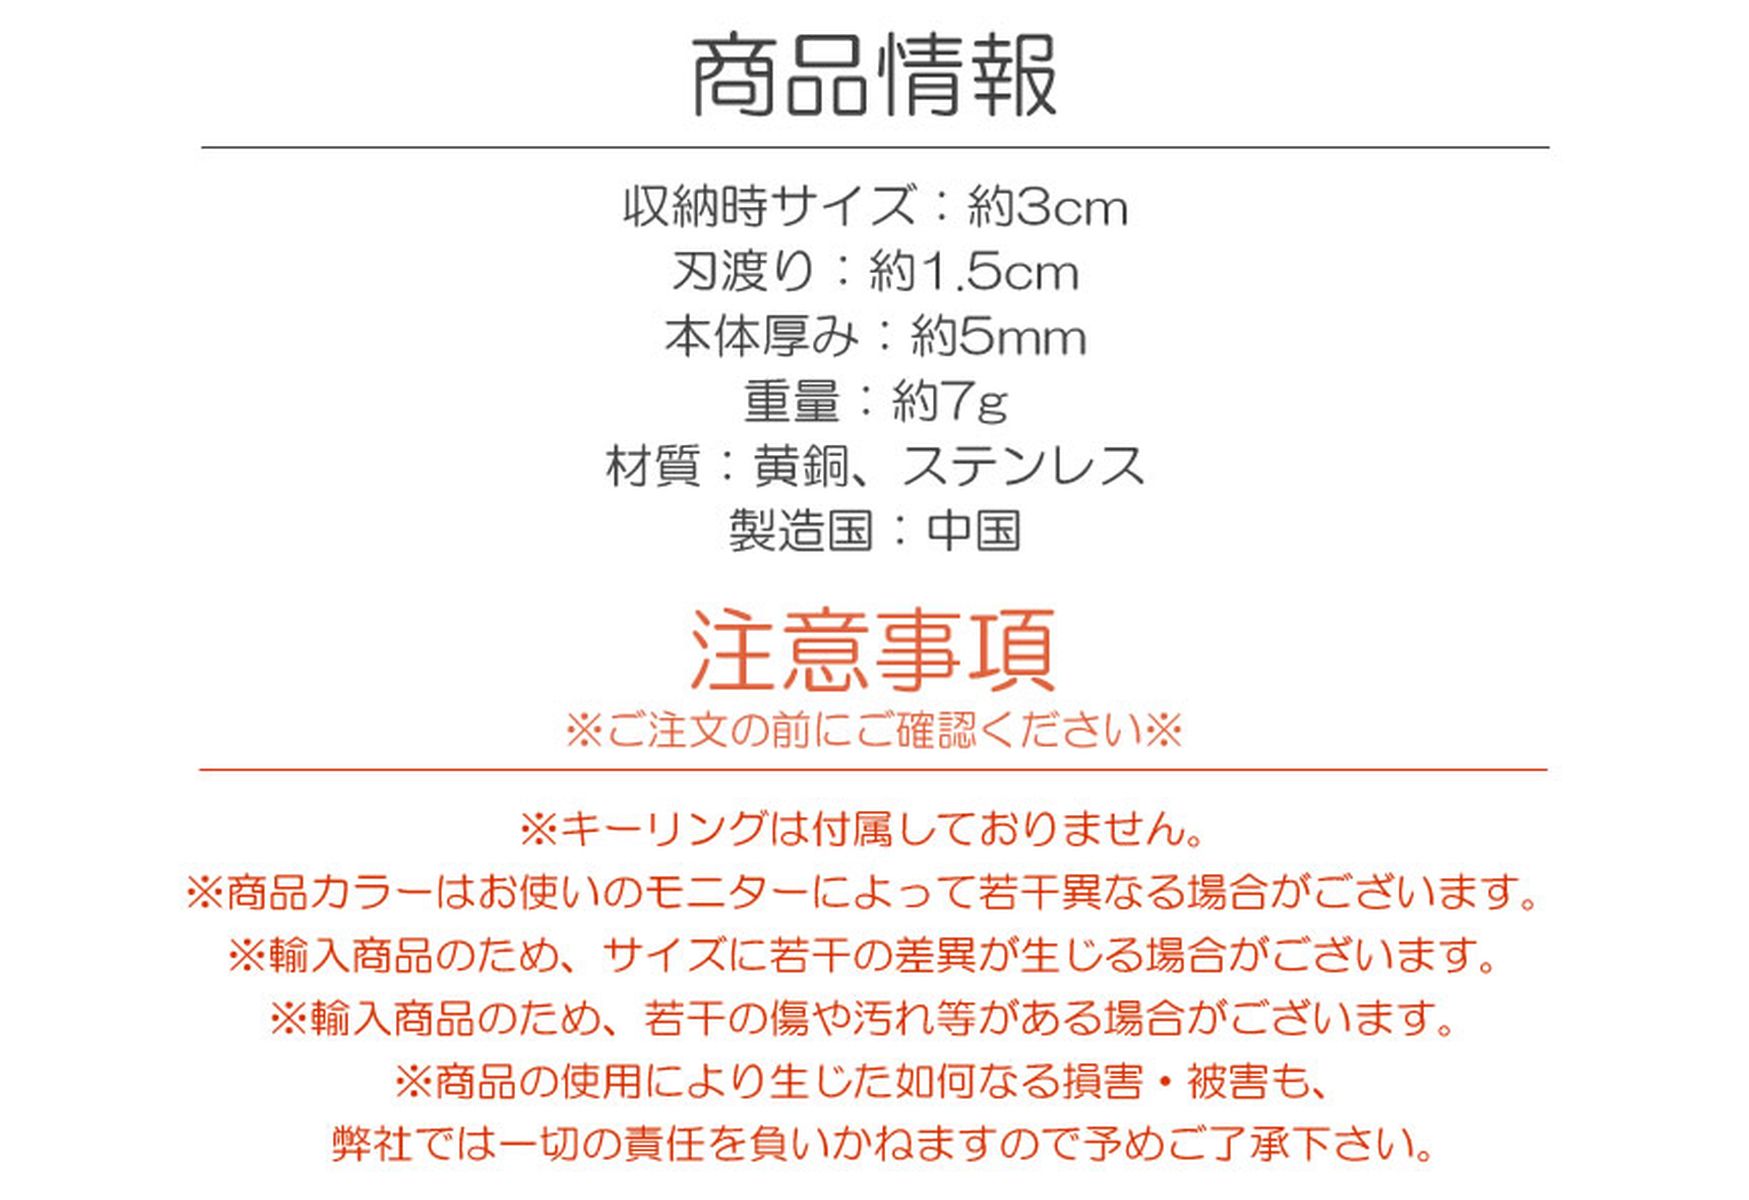 商品情報
収納時サイズ：約3cm
刃渡り：約1.5cm
本体厚み：約5mm
重量：約7g
材質：黄銅、ステンレス
製造国：中国
注意事項
※ご注文の前にご確認ください※
※キーリングは付属しておりません。
※商品カラーはお使いのモニターによって若干異なる場合がございます。
※輸入商品のため、サイズに若干の差異が生じる場合がございます。
※輸入商品のため、若干の傷や汚れ等がある場合がございます。
※商品の使用により生じた如何なる損害・被害も、
弊社では一切の責任を負いかねますので予めご了承下さい。